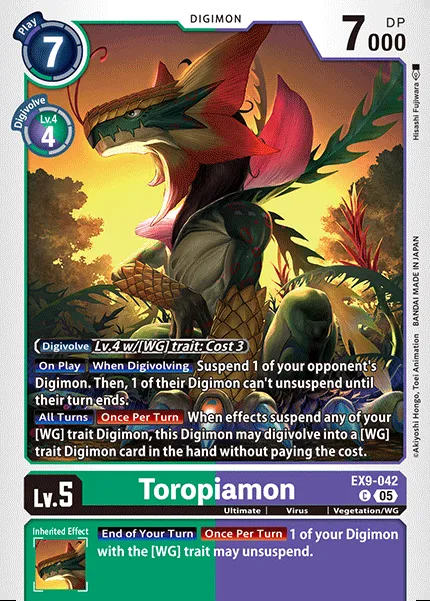 DIGIMON
Play
7
7000
DP
Digivolve
Lv.4
4
Hisashi Fujiwara
©Akiyoshi Hongo, Toei Animation BANDAI MADE IN JAPAN
Digivolve Lv.4 w/[WG] trait: Cost 3
On Play When Digivolving Suspend 1 of your opponent's
Digimon. Then, 1 of their Digimon can't unsuspend until
their turn ends.
All Turns Once Per Turn When effects suspend any of your
[WG] trait Digimon, this Digimon may digivolve into a [WG]
trait Digimon card in the hand without paying the cost.
Lv.5
Toropiamon
EX9-042
C 05
Ultimate | Virus | Vegetation/WG
Inherited Effect
End of Your Turn Once Per Turn 1 of your Digimon
with the [WG] trait may unsuspend.